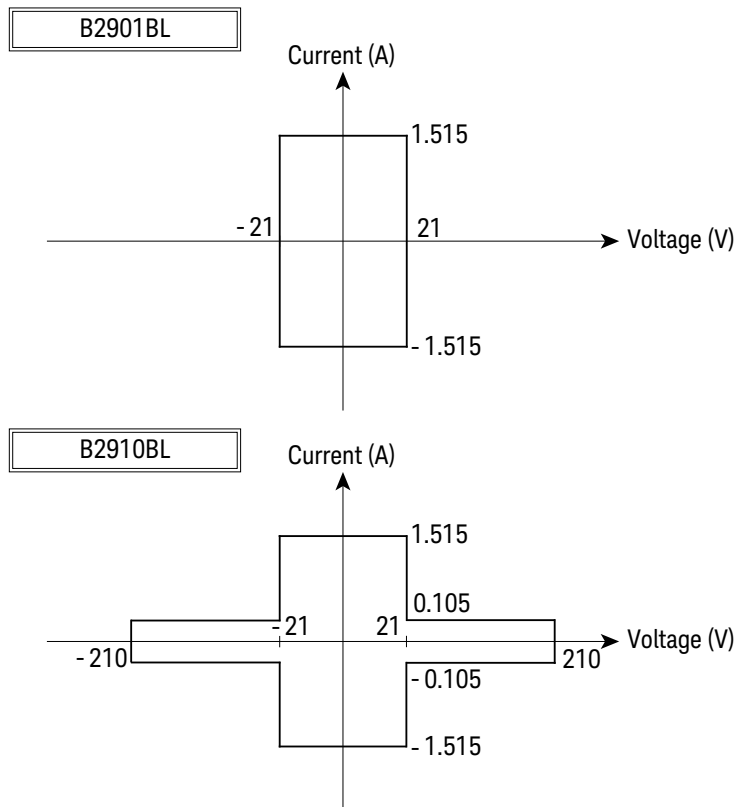 B2901BL
Current (A)
1.515
- 21
21
Voltage (V)
- 1.515
B2910BL
Current (A)
1.515
0.105
- 21
21
Voltage (V)
- 210
210
- 0.105
- 1.515